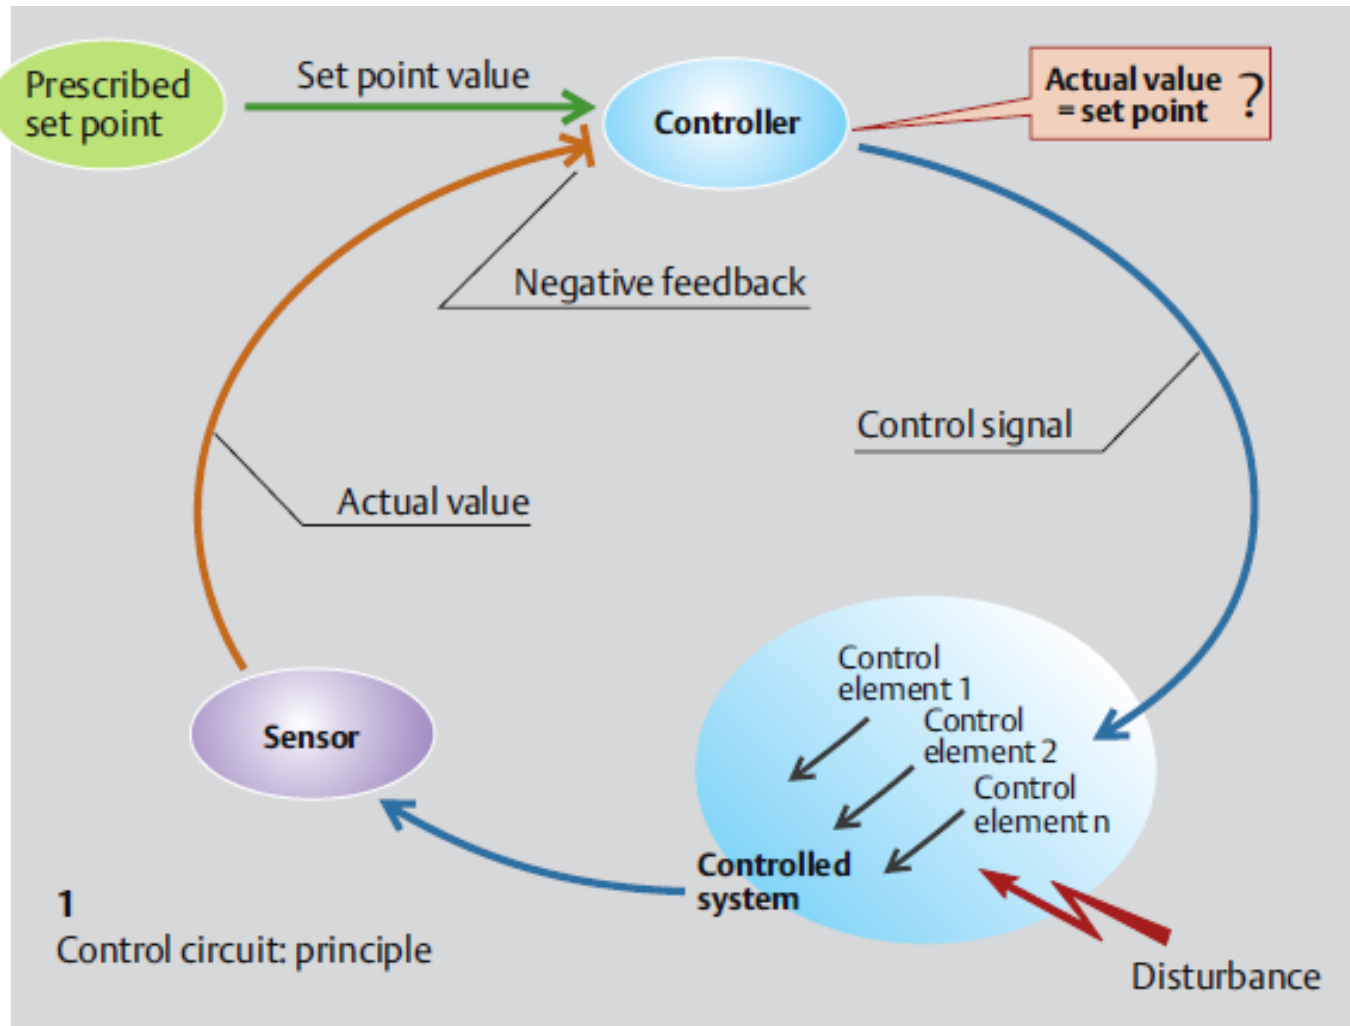 Prescribed
set point
Set point value
Controller
Actual value
= set point ?
Negative feedback
Control signal
Actual value
Control
element 1
Control
element 2
Control
element n
Sensor
Controlled
system
1
Control circuit: principle
Disturbance